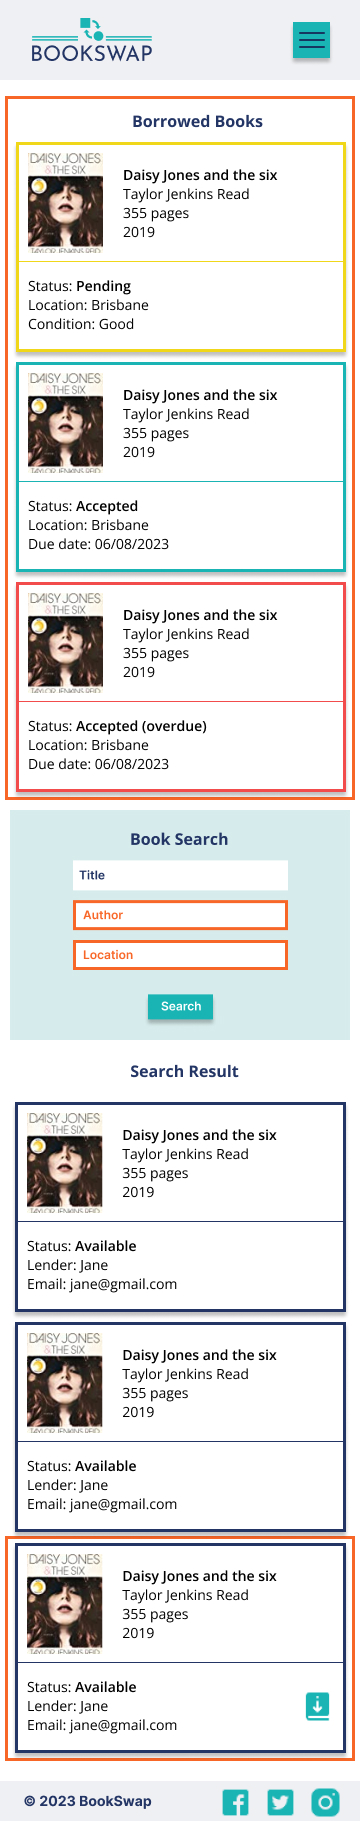 BOOKSWAP
Borrowed Books
DAISY JONES
& THE SIX
TAYLOR JENKINS REID
Daisy Jones and the six
Taylor Jenkins Read
355 pages
2019
Status: Pending
Location: Brisbane
Condition: Good
DAISY JONES
& THE SIX
TAYLOR JENKINS REID
Daisy Jones and the six
Taylor Jenkins Read
355 pages
2019
Status: Accepted
Location: Brisbane
Due date: 06/08/2023
DAISY JONES
& THE SIX
TAYLOR JENKINS REID
Daisy Jones and the six
Taylor Jenkins Read
355 pages
2019
Status: Accepted (overdue)
Location: Brisbane
Due date: 06/08/2023
Book Search
Title
Author
Location
Search
Search Result
DAISY JONES
& THE SIX
TAYLOR JENKINS REID
Daisy Jones and the six
Taylor Jenkins Read
355 pages
2019
Status: Available
Lender: Jane
Email: jane@gmail.com
DAISY JONES
& THE SIX
TAYLOR JENKINS REID
Daisy Jones and the six
Taylor Jenkins Read
355 pages
2019
Status: Available
Lender: Jane
Email: jane@gmail.com
DAISY JONES
& THE SIX
TAYLOR JENKINS REID
Daisy Jones and the six
Taylor Jenkins Read
355 pages
2019
Status: Available
Lender: Jane
Email: jane@gmail.com
© 2023 BookSwap